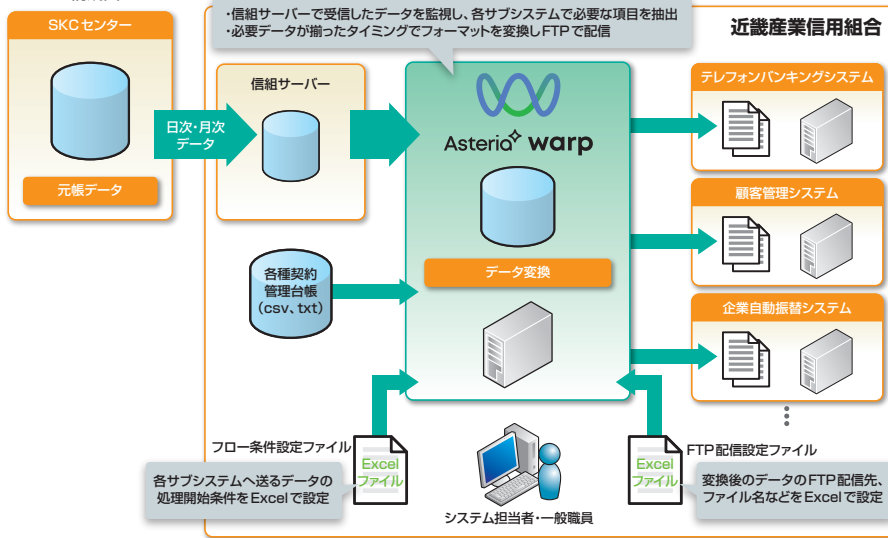 ・信組サーバーで受信したデータを監視し、各サブシステムで必要な項目を抽出
・必要データが揃ったタイミングでフォーマットを変換しFTPで配信
近畿産業信用組合
SKCセンター
元帳データ
日次・月次
データ
信組サーバー
Asteria warp
データ変換
各種契約
管理台帳
(csv、txt)
テレフォンバンキングシステム
顧客管理システム
企業自動振替システム
フロー条件設定ファイル
Excel
ファイル
各サブシステムへ送るデータの
処理開始条件をExcelで設定
システム担当者・一般職員
FTP配信設定ファイル
Excel
ファイル
変換後のデータのFTP配信先、
ファイル名などをExcelで設定